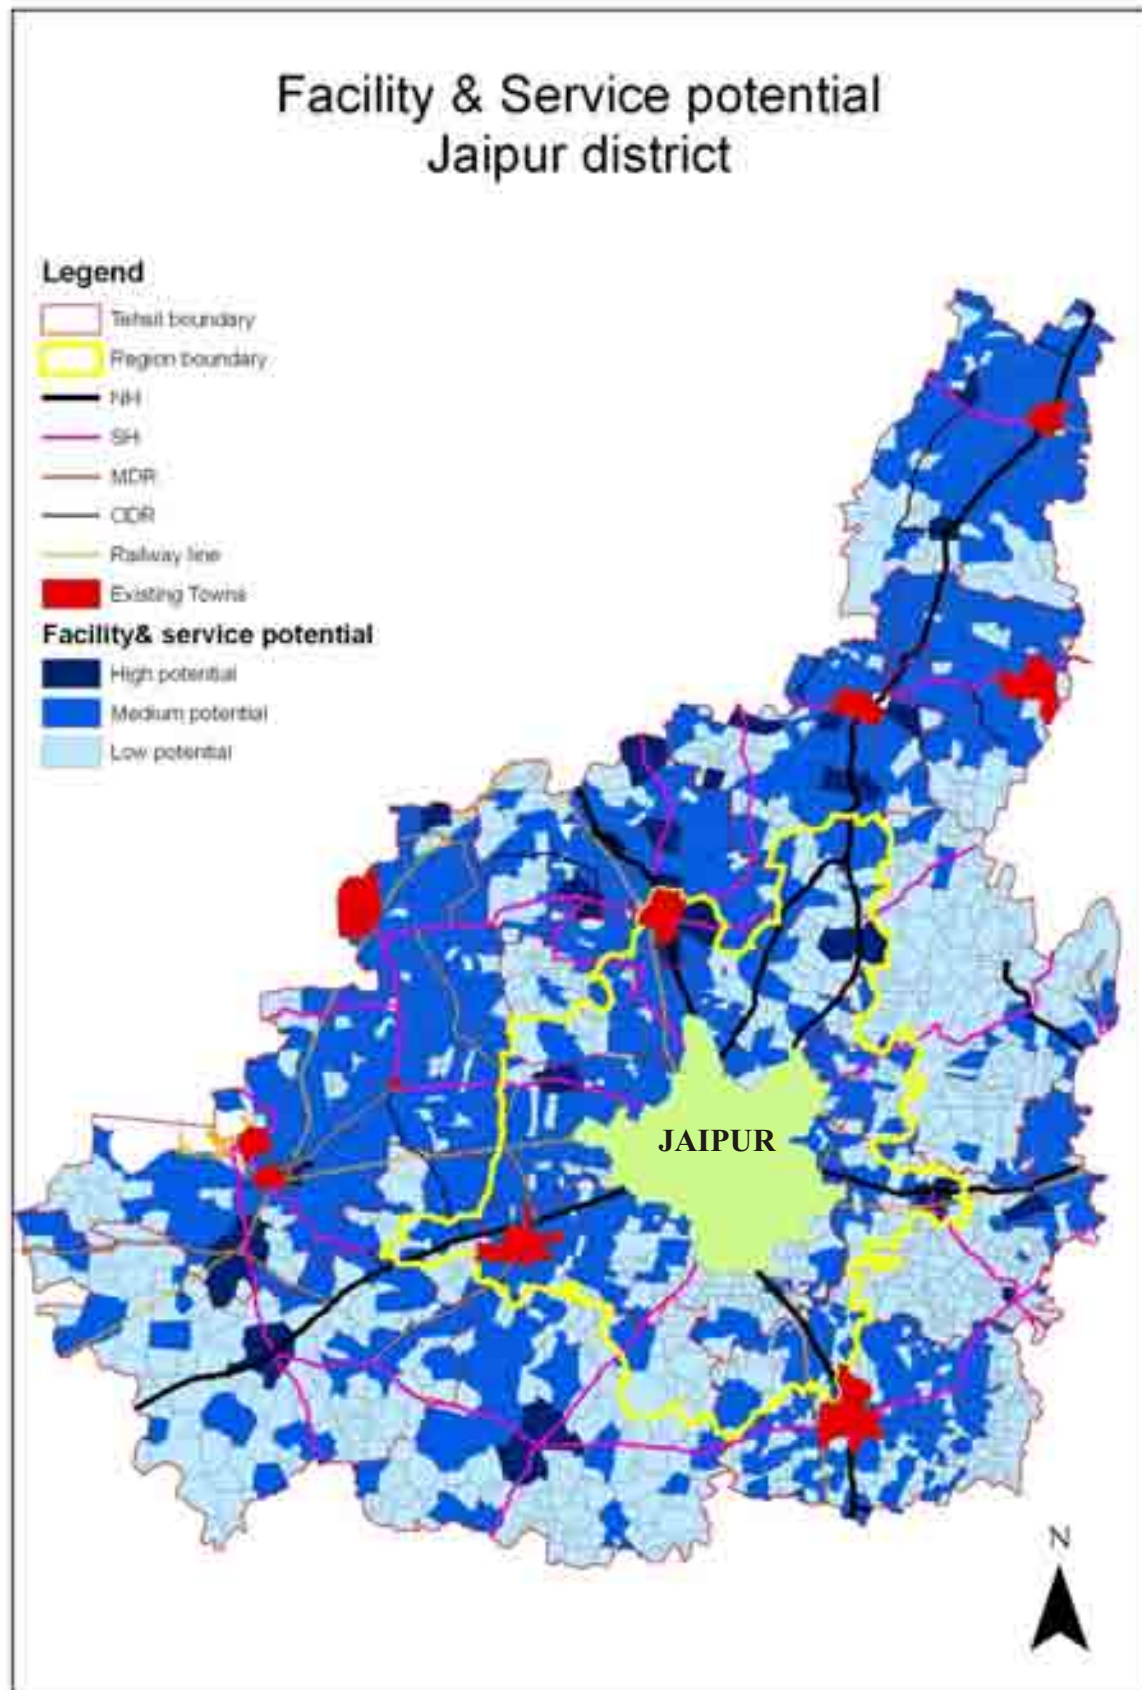 Facility & Service potential
Jaipur district
Legend
Tehsil boundary
Region boundary
NH
SH
MDR
ODR
Railway line
Existing Towns
Facility& service potential
High potential
Medium potential
Low potential
JAIPUR
N